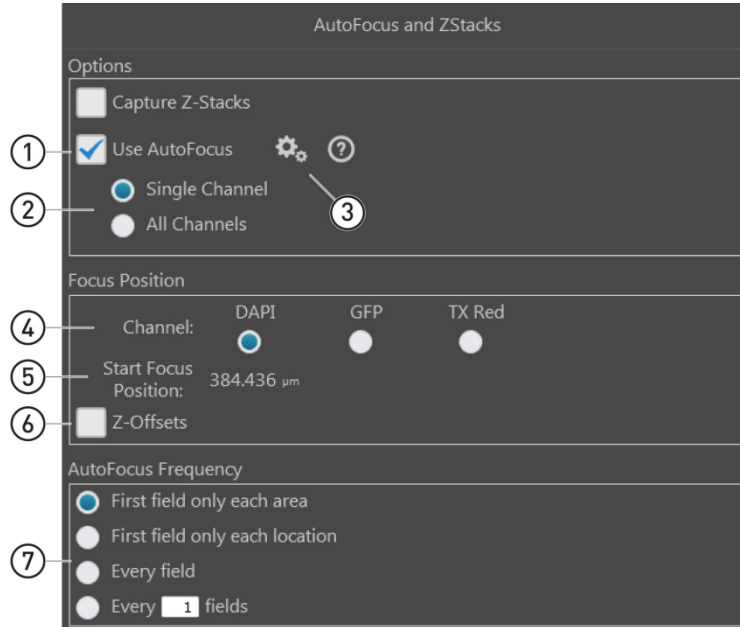 AutoFocus and ZStacks
Options
Capture Z-Stacks
1 Use AutoFocus ?
Single Channel
2
3
All Channels
Focus Position
DAPI GFP TX Red
4 Channel:
5 Start Focus
Position: 384.436 µm
6 Z-Offsets
AutoFocus Frequency
First field only each area
First field only each location
7
Every field
Every 1 fields